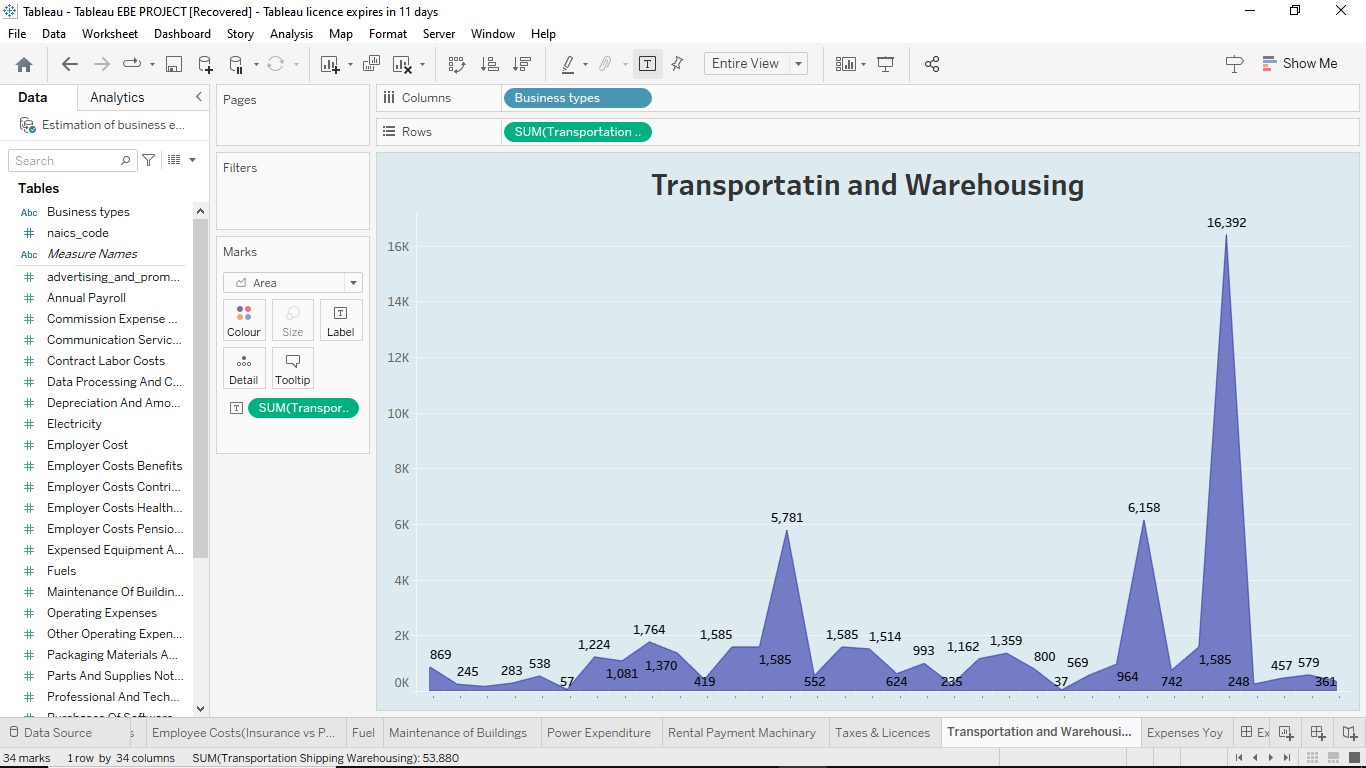 Tableau - Tableau EBE PROJECT [Recovered] - Tableau licence expires in 11 days
File Data Worksheet Dashboard Story Analysis Map Format Server Window Help
Entire View
Show Me
Data Analytics
Estimation of business e...
Search
Tables
Abc Business types
# naics_code
Abc Measure Names
# advertising_and_prom...
# Annual Payroll
# Commission Expense ...
# Communication Servic...
# Contract Labor Costs
# Data Processing And C...
# Depreciation And Amo...
# Electricity
# Employer Cost
# Employer Costs Benefits
# Employer Costs Contri...
# Employer Costs Health...
# Employer Costs Pensio...
# Expensed Equipment A...
# Fuels
# Maintenance Of Buildin...
# Operating Expenses
# Other Operating Expen...
# Packaging Materials A...
# Parts And Supplies Not...
# Professional And Tech...
Pages
Filters
Marks
Area
Colour Size Label
Detail Tooltip
T SUM(Transpor..
Columns Business types
Rows SUM(Transportation ..
Transportatin and Warehousing
16K
14K
12K
10K
8K
6K
4K
2K
0K
869
245
283
538
57
1,224
1,081
1,764
1,370
419
1,585
1,585
5,781
552
1,585
1,514
624
993
235
1,162
1,359
800
37
569
964
6,158
742
1,585
16,392
248
457
579
361
Data Source
s
Employee Costs(Insurance vs P...
Fuel
Maintenance of Buildings
Power Expenditure
Rental Payment Machinary
Taxes & Licences
Transportation and Warehousi...
Expenses Yoy
Ex
34 marks 1 row by 34 columns SUM(Transportation Shipping Warehousing): 53,880